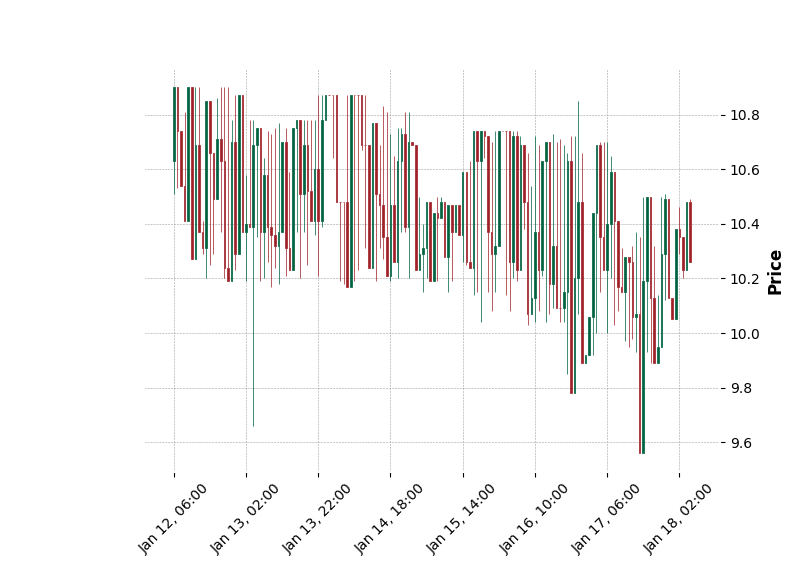 10.8
10.6
10.4
10.2
10.0
9.8
9.6
Price
Jan 12, 06:00
Jan 13, 02:00
Jan 13, 22:00
Jan 14, 18:00
Jan 15, 14:00
Jan 16, 10:00
Jan 17, 06:00
Jan 18, 02:00